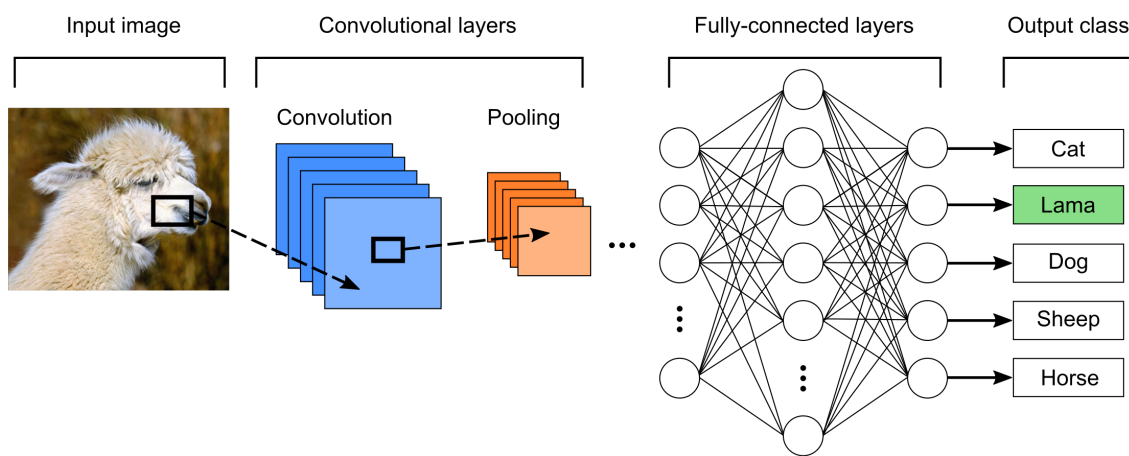 Input image
Convolutional layers
Fully-connected layers
Output class
Convolution
Pooling
Cat
Lama
Dog
Sheep
Horse